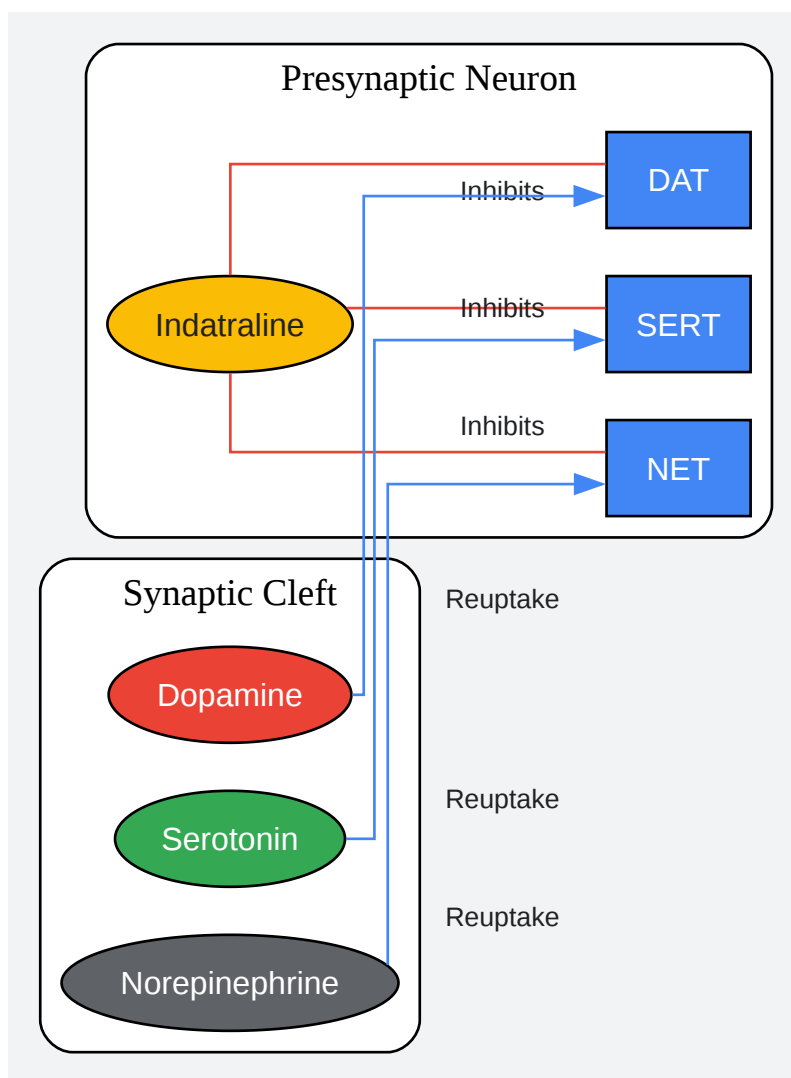 Presynaptic Neuron
DAT
Inhibits
Indatraline
Inhibits
SERT
Inhibits
NET
Synaptic Cleft
Reuptake
Dopamine
Reuptake
Serotonin
Reuptake
Norepinephrine